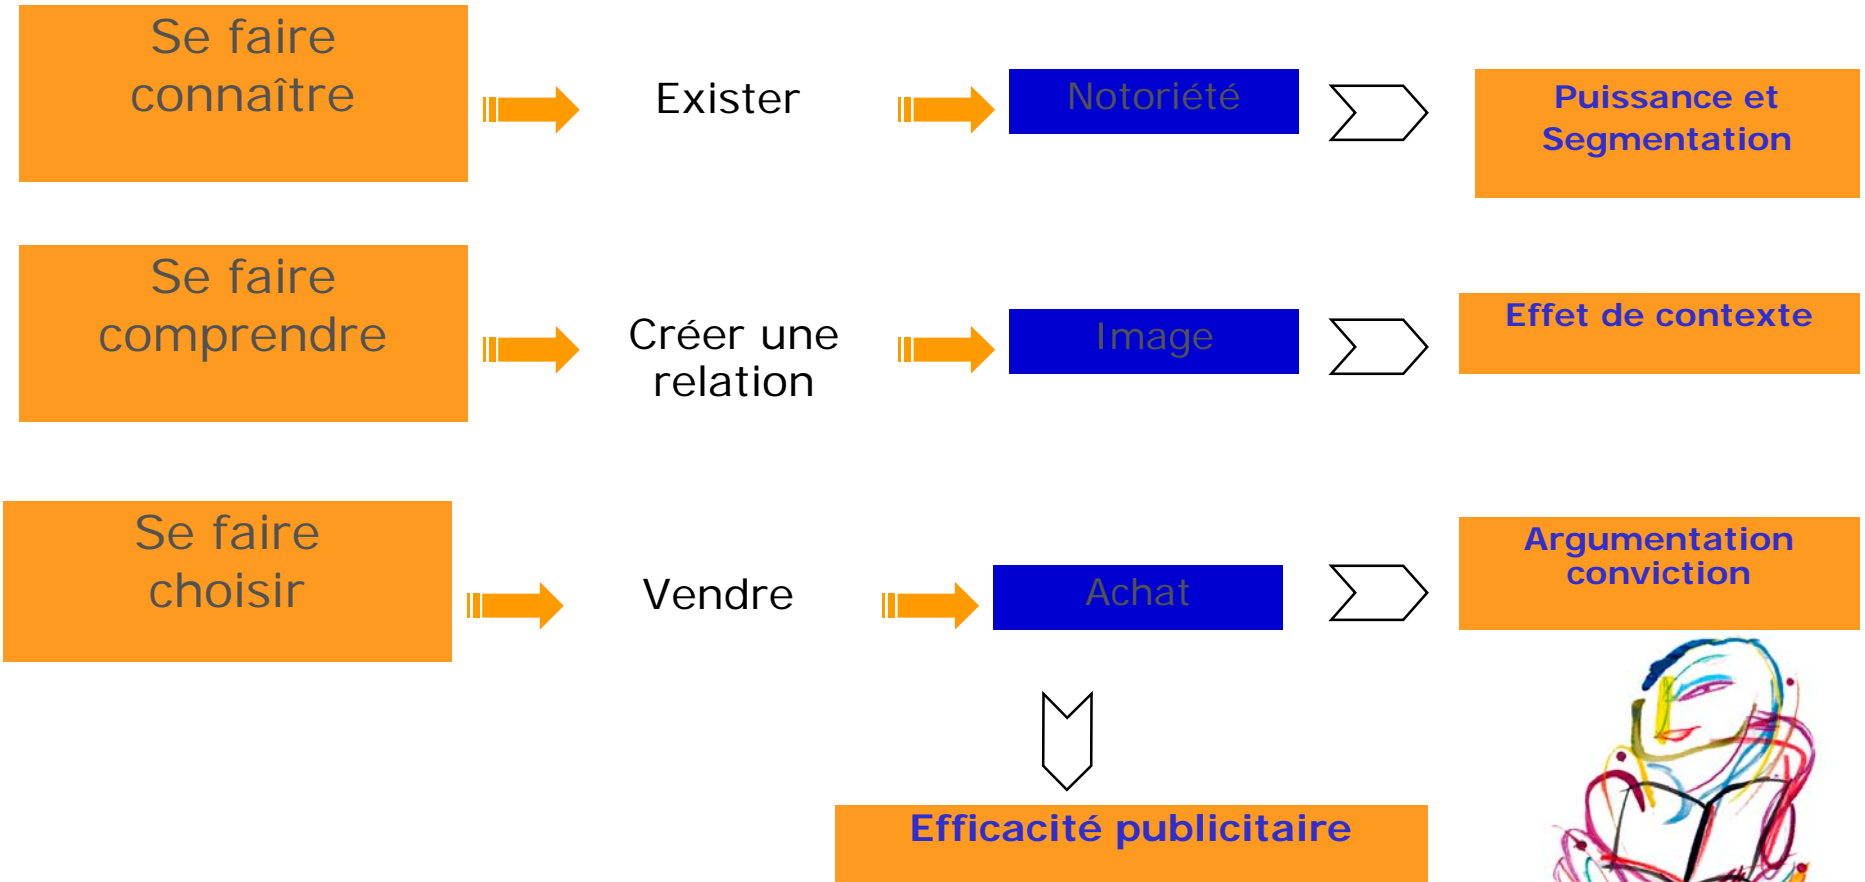 Se faire
connaître
Exister
Notoriété
Puissance et
Segmentation
Se faire
comprendre
Créer une
relation
Image
Effet de contexte
Se faire
choisir
Vendre
Achat
Argumentation
conviction
Efficacité publicitaire